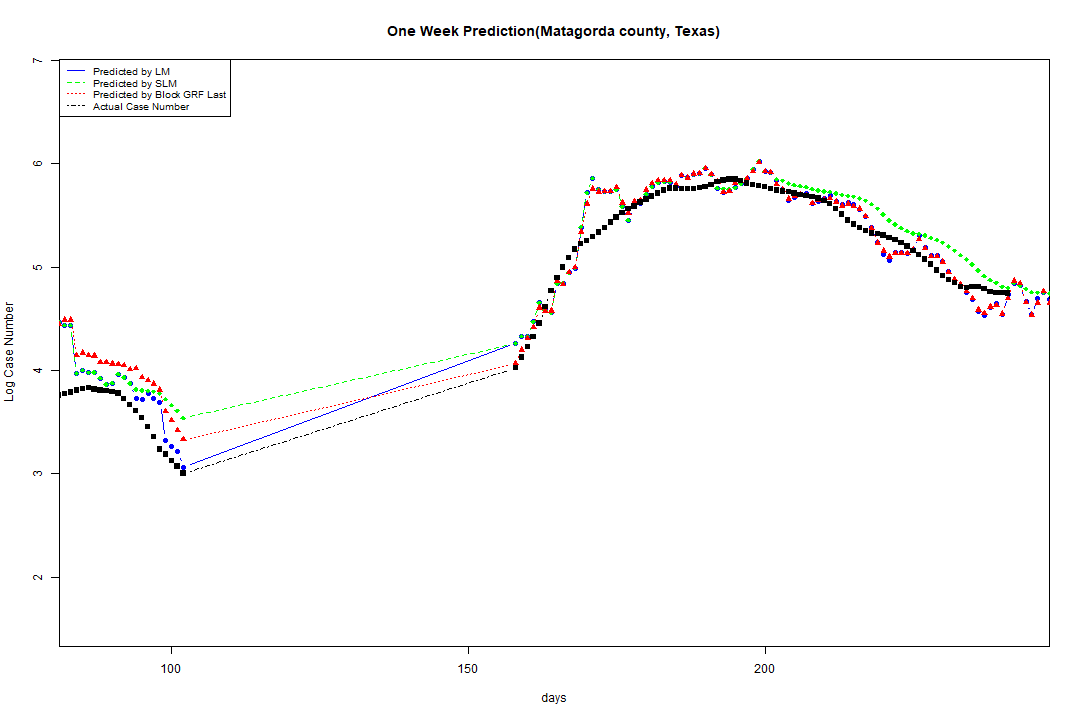 One Week Prediction(Matagorda county, Texas)
Predicted by LM
Predicted by SLM
Predicted by Block GRF Last
Actual Case Number
Log Case Number
7
6
5
4
3
2
100
150
200
days